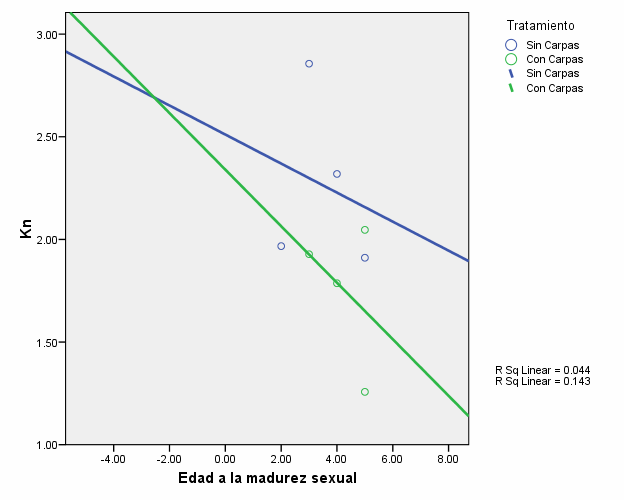 Tratamiento
Sin Carpas
Con Carpas
Sin Carpas
Con Carpas
3.00
2.50
2.00
1.50
1.00
Kn
-4.00 -2.00 0.00 2.00 4.00 6.00 8.00
Edad a la madurez sexual
R Sq Linear = 0.044
R Sq Linear = 0.143